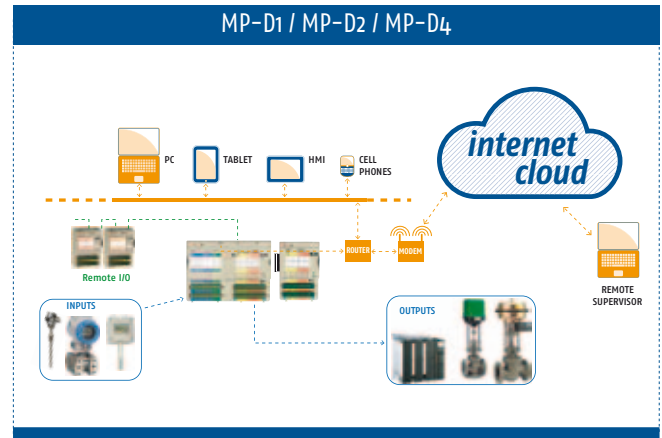 MP-D1 / MP-D2 / MP-D4
PC
TABLET
HMI
CELL
PHONES
internet
cloud
ROUTER
MODEM
Remote I/O
REMOTE
SUPERVISOR
INPUTS
OUTPUTS